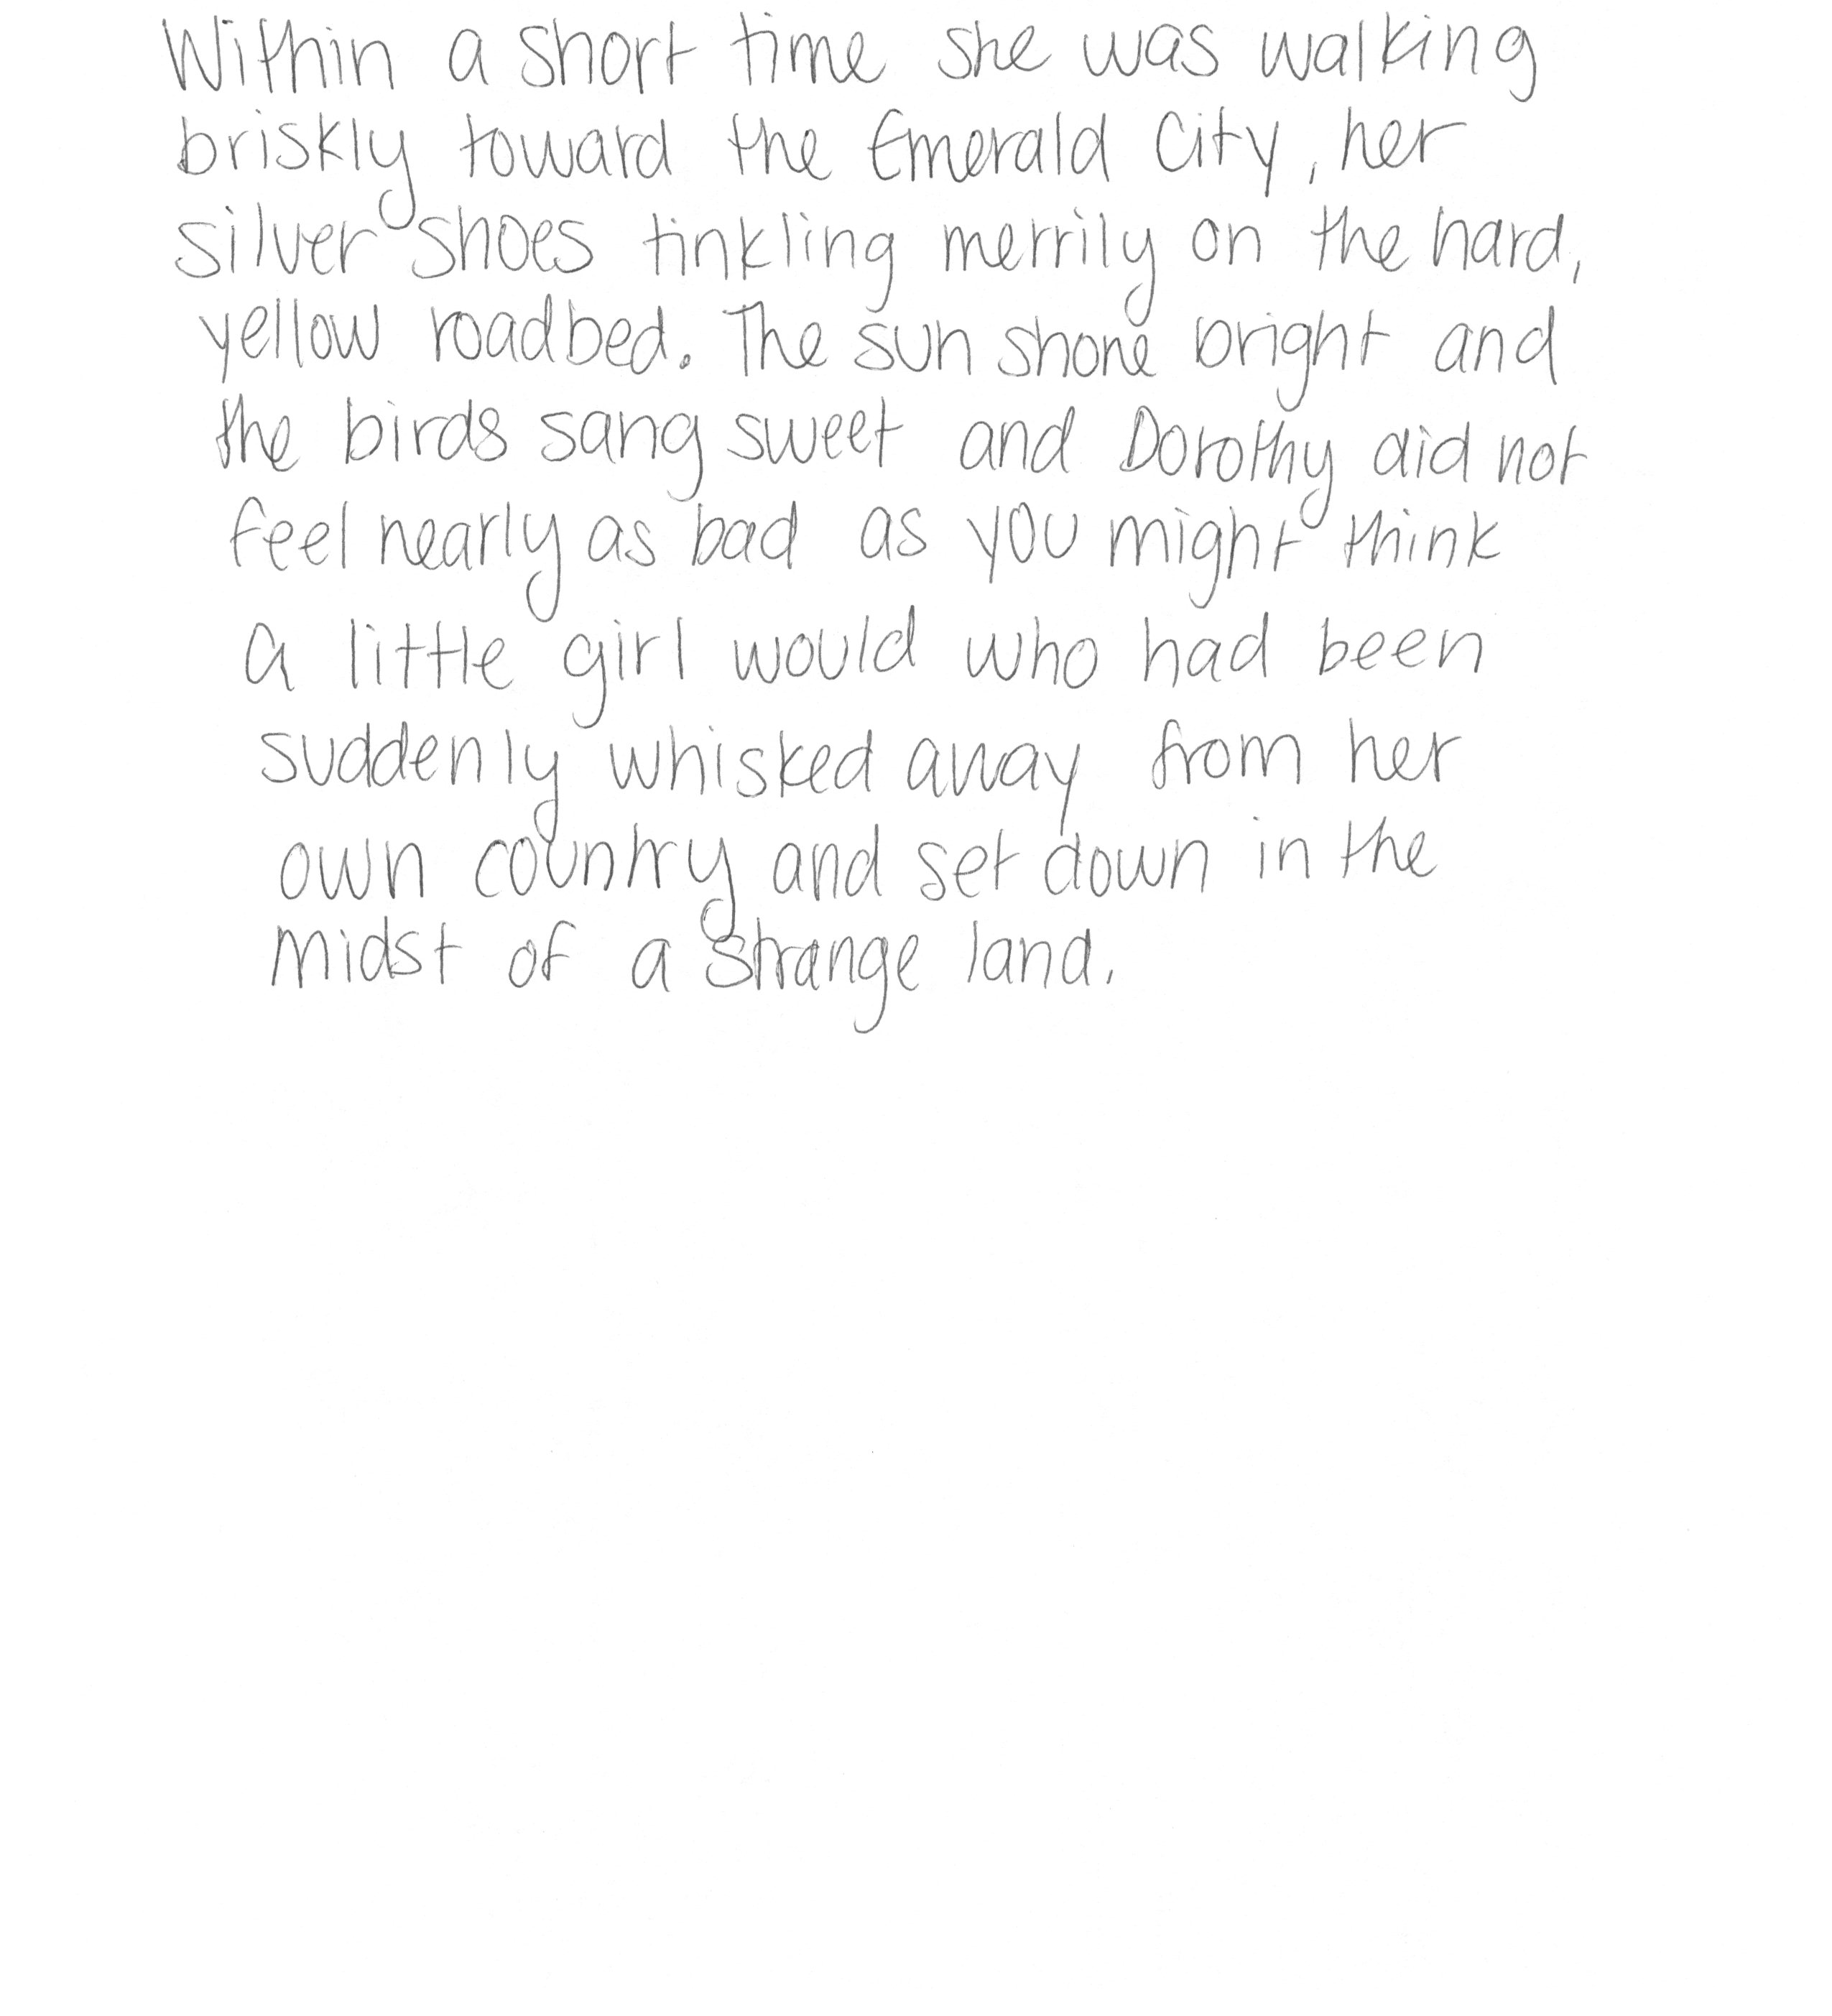 Within a short time she was walking
briskly toward the Emerald City, her
silver shoes tinkling merrily on the hard,
yellow roadbed. The sun shone bright and
the birds sang sweet and Dorothy did not
feel nearly as bad as you might think
a little girl would who had been
suddenly whisked away from her
own country and set down in the
midst of a strange land.